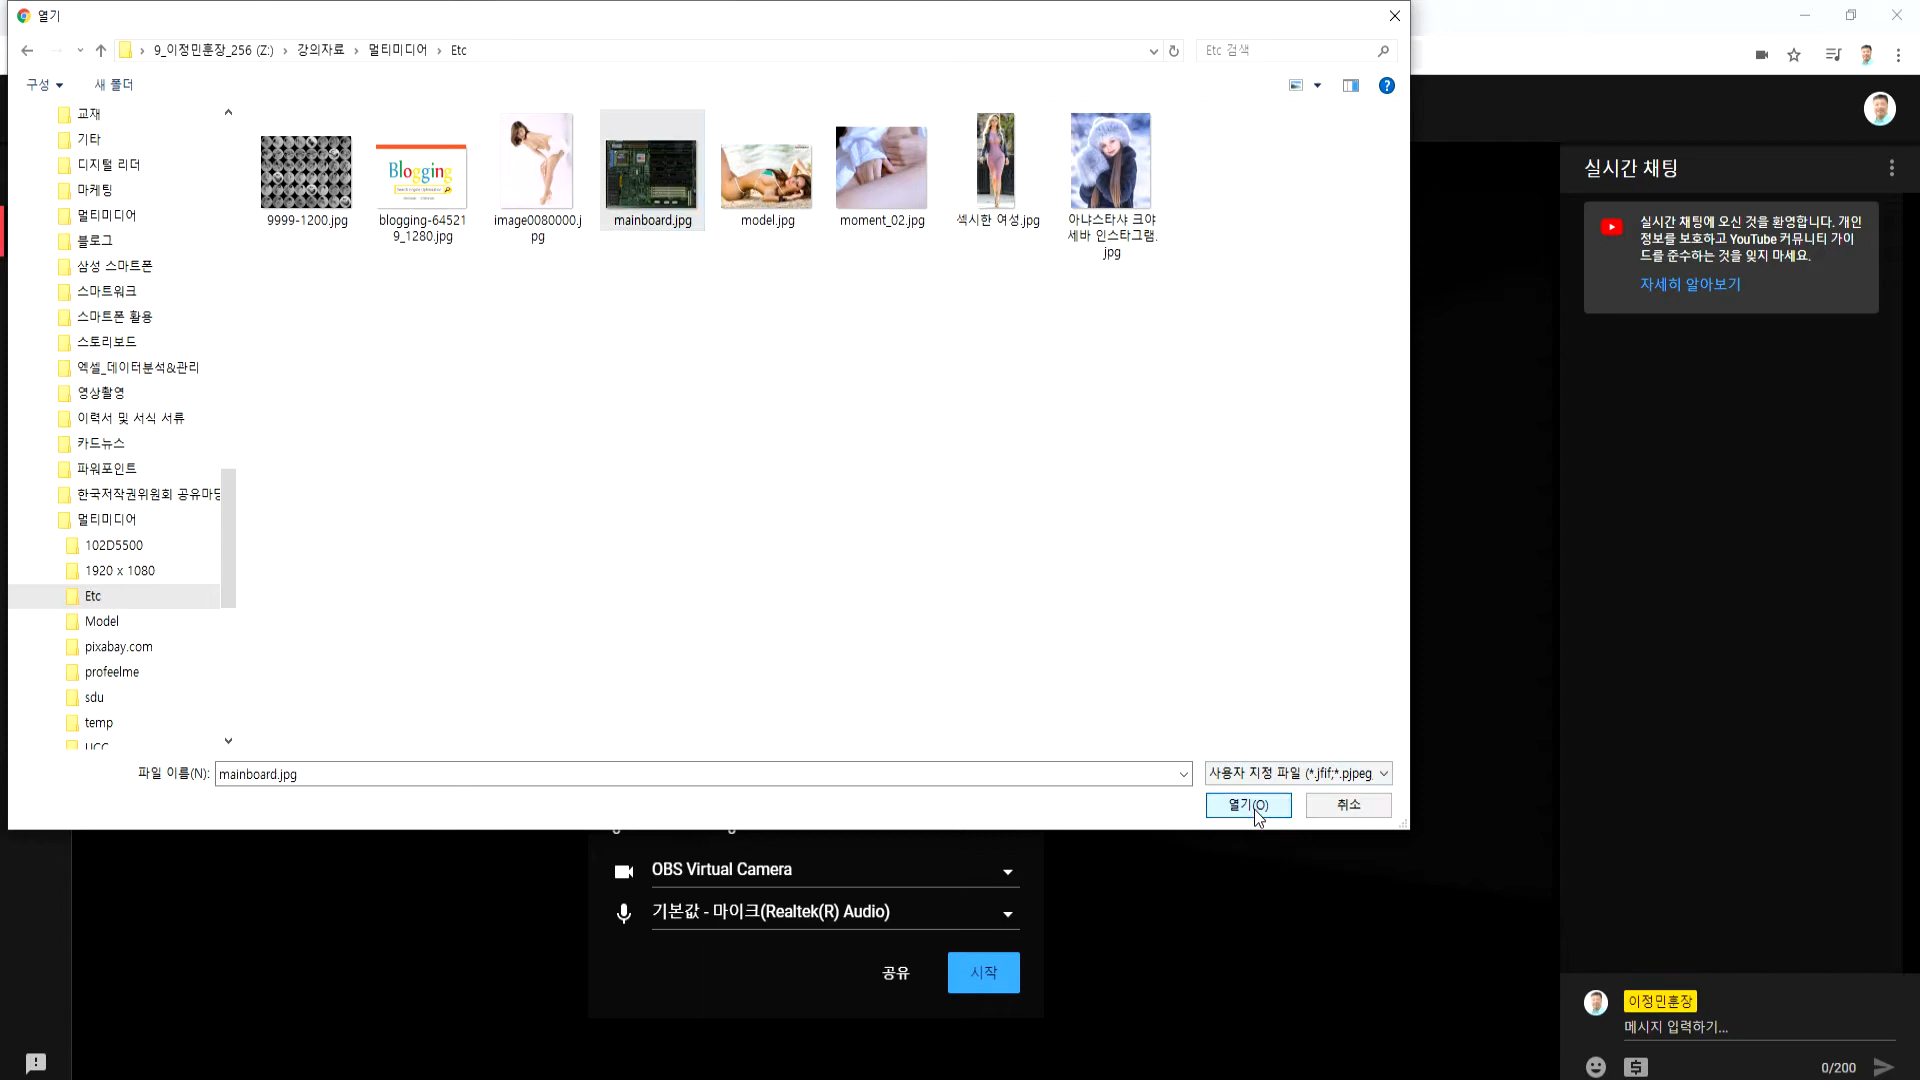 열기
9_이정민훈장_256 (Z:) › 강의자료 › 멀티미디어 › Etc
Etc 검색
구성
새 폴더
교재
기타
디지털 리더
마케팅
멀티미디어
블로그
삼성 스마트폰
스마트워크
스마트폰 활용
스토리보드
엑셀_데이터분석&관리
영상촬영
이력서 및 서식 서류
카드뉴스
파워포인트
한국저작권위원회 공유마당
멀티미디어
102D5500
1920 x 1080
Etc
Model
pixabay.com
profeelme
sdu
temp
UCC
Blogging
9999-1200.jpg
blogging-64521
9_1280.jpg
image0080000.j
pg
mainboard.jpg
model.jpg
moment_02.jpg
섹시한 여성.jpg
아냐스타샤 크야
세바 인스타그램.
jpg
파일 이름(N):
mainboard.jpg
사용자 지정 파일 (*.jfif;*.pjpeg
열기(O)
취소
OBS Virtual Camera
기본값 - 마이크(Realtek(R) Audio)
공유
시작
실시간 채팅
실시간 채팅에 오신 것을 환영합니다. 개인
정보를 보호하고 YouTube 커뮤니티 가이
드를 준수하는 것을 잊지 마세요.
자세히 알아보기
이정민훈장
메시지 입력하기...
0/200